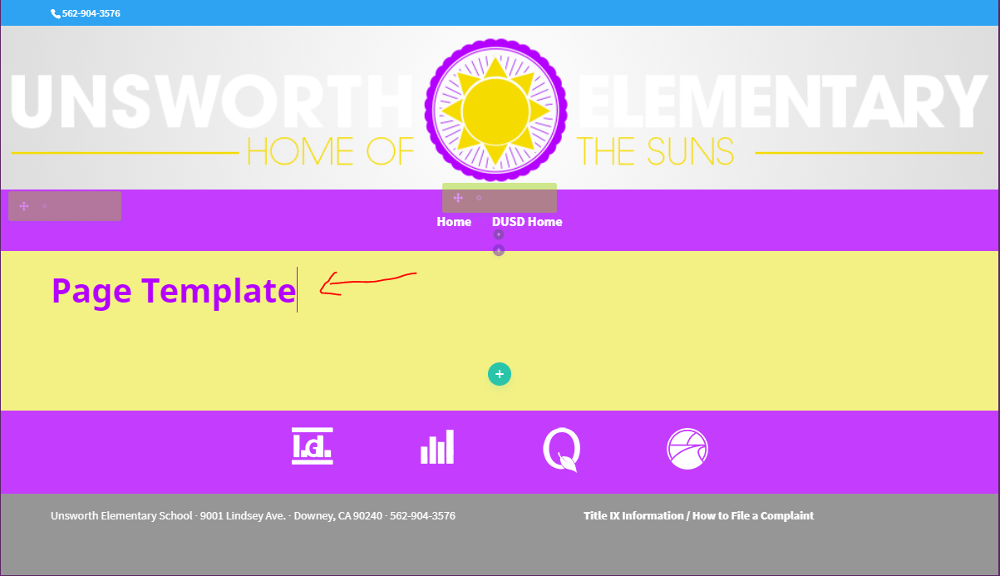 562-904-3576
UNSWORTH ELEMENTARY
HOME OF THE SUNS
Home DUSD Home
Page Template
I.G.
Unsworth Elementary School · 9001 Lindsey Ave. · Downey, CA 90240 · 562-904-3576
Title IX Information / How to File a Complaint